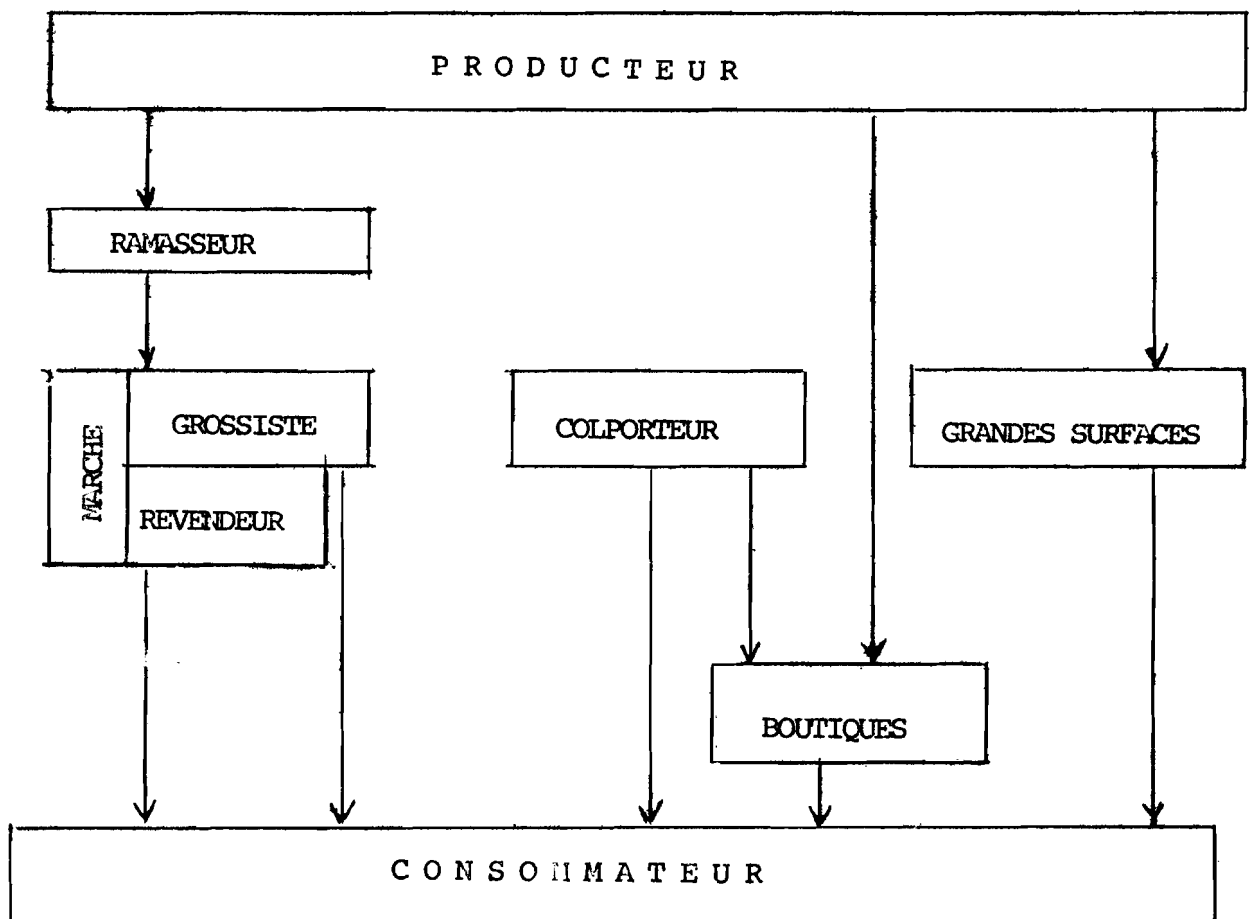 PRODUCTEUR
RAMASSEUR
MARCHE
GROSSISTE
REVENDEUR
COLPORTEUR
GRANDES SURFACES
BOUTIQUES
CONSOMMATEUR